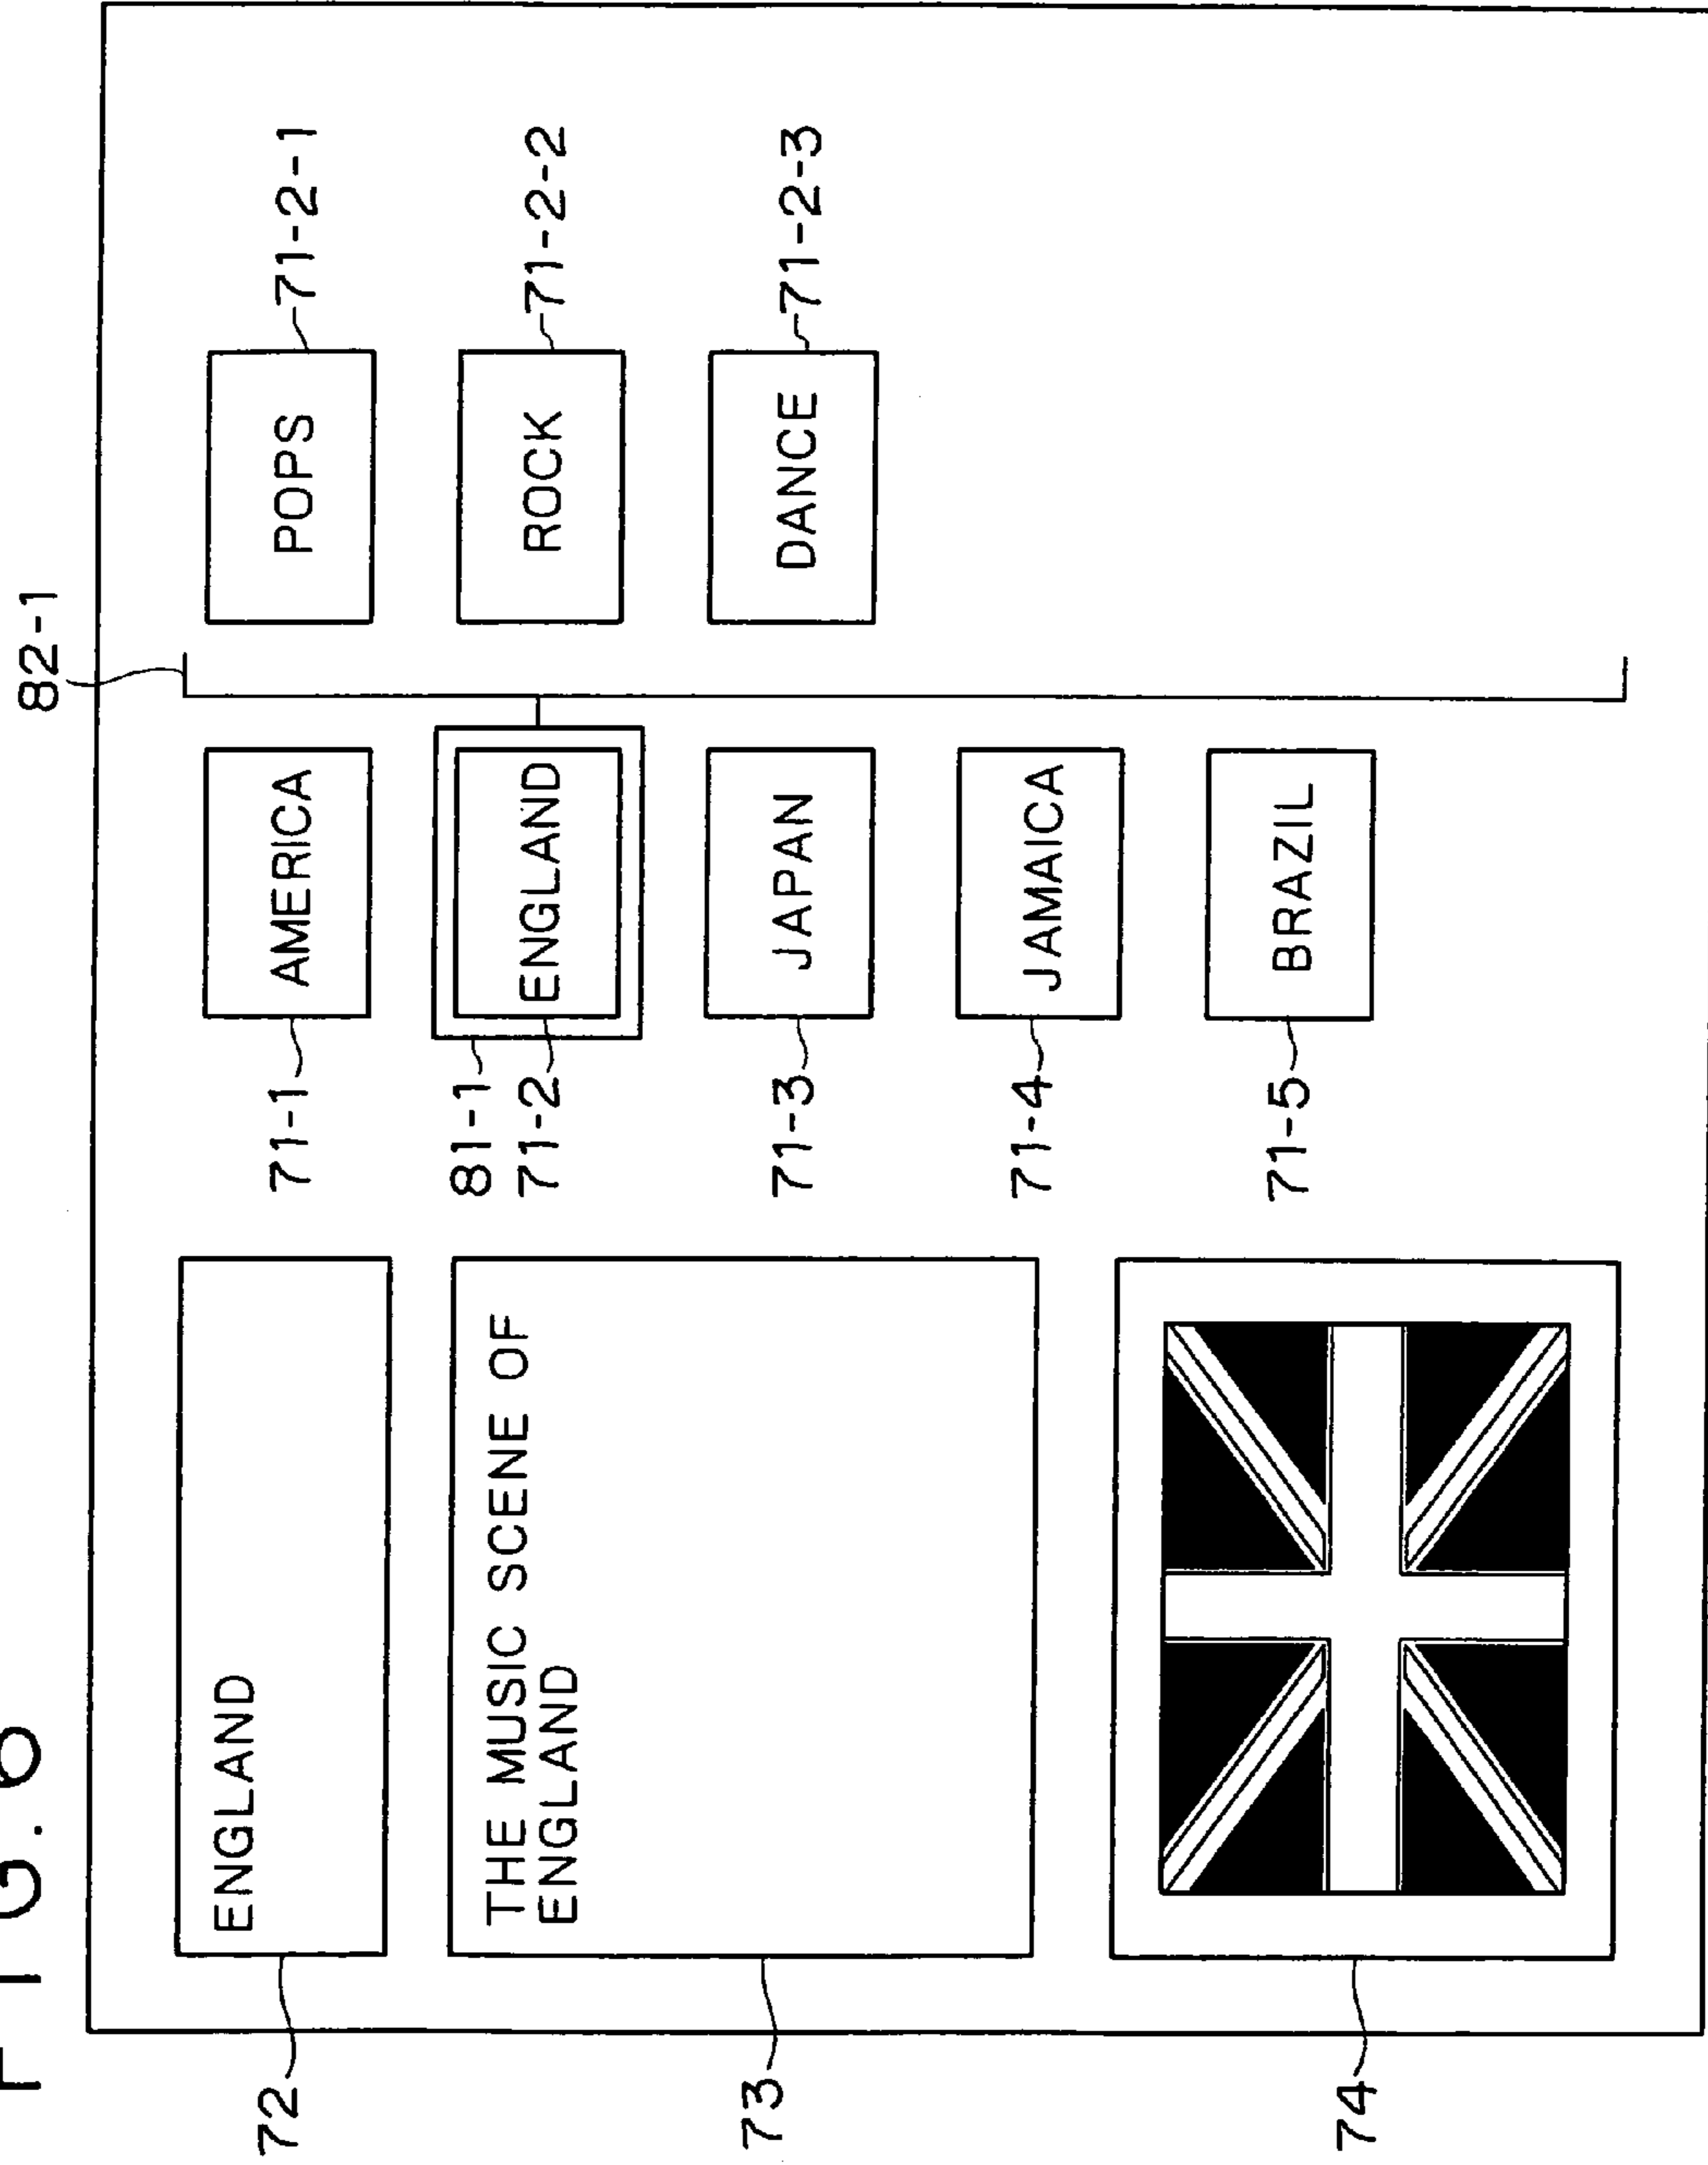 FIG. 6
82-1
72
ENGLAND
71-1
AMERICA
POPS
71-2-1
81-1
71-2
ENGLAND
ROCK
71-2-2
73
THE MUSIC SCENE OF
ENGLAND
71-3
JAPAN
DANCE
71-2-3
71-4
JAMAICA
71-5
BRAZIL
74